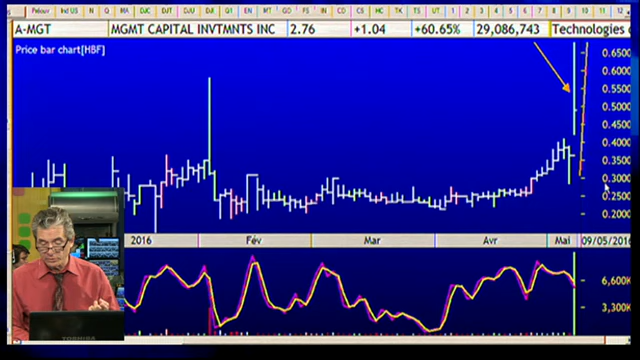 A-MGT MGMT CAPITAL INVTMNTS INC 2.76 +1.04 +60.65% 29,086,743 Technologies
Price bar chart[HBF]
0.6500
0.6000
0.5500
0.5000
0.4500
0.4000
0.3500
0.3000
0.2500
0.2000
2016 Fév Mar Avr Mai 09/05/2016
6,600K
3,300K
TOSHIBA